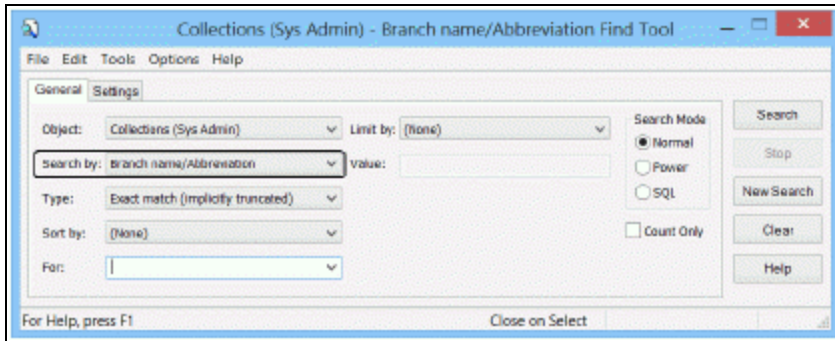 Collections (Sys Admin) - Branch name/Abbreviation Find Tool
File Edit Tools Options Help
General Settings
Object: Collections (Sys Admin) Limit by: (None) Search Mode Search
Normal
Search by: Branch name/Abbreviation Value: Power Stop
Type: Exact match (implicitly truncated) SQL New Search
Sort by: (None) Count Only Clear
For: Help
For Help, press F1 Close on Select